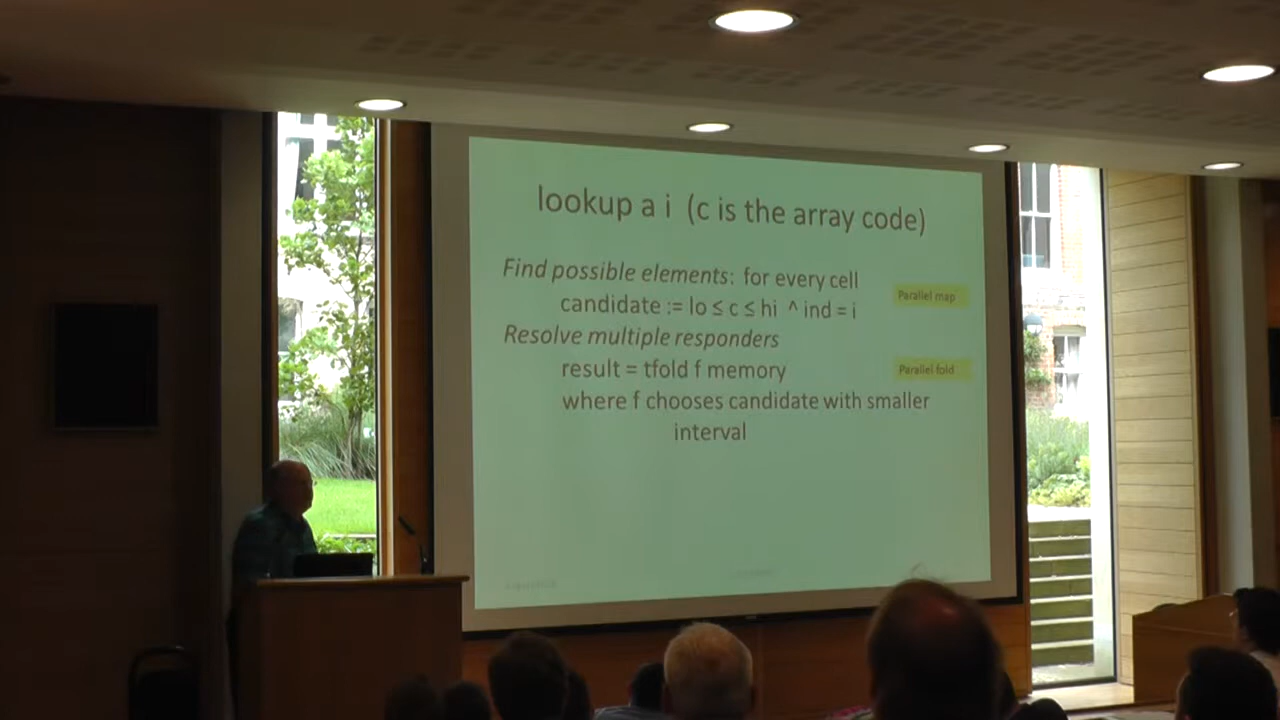 lookup a i (c is the array code)
Find possible elements: for every cell
Parallel map
candidate := lo ≤ c ≤ hi ^ ind = i
Resolve multiple responders
result = tfold f memory
Parallel fold
where f chooses candidate with smaller
interval